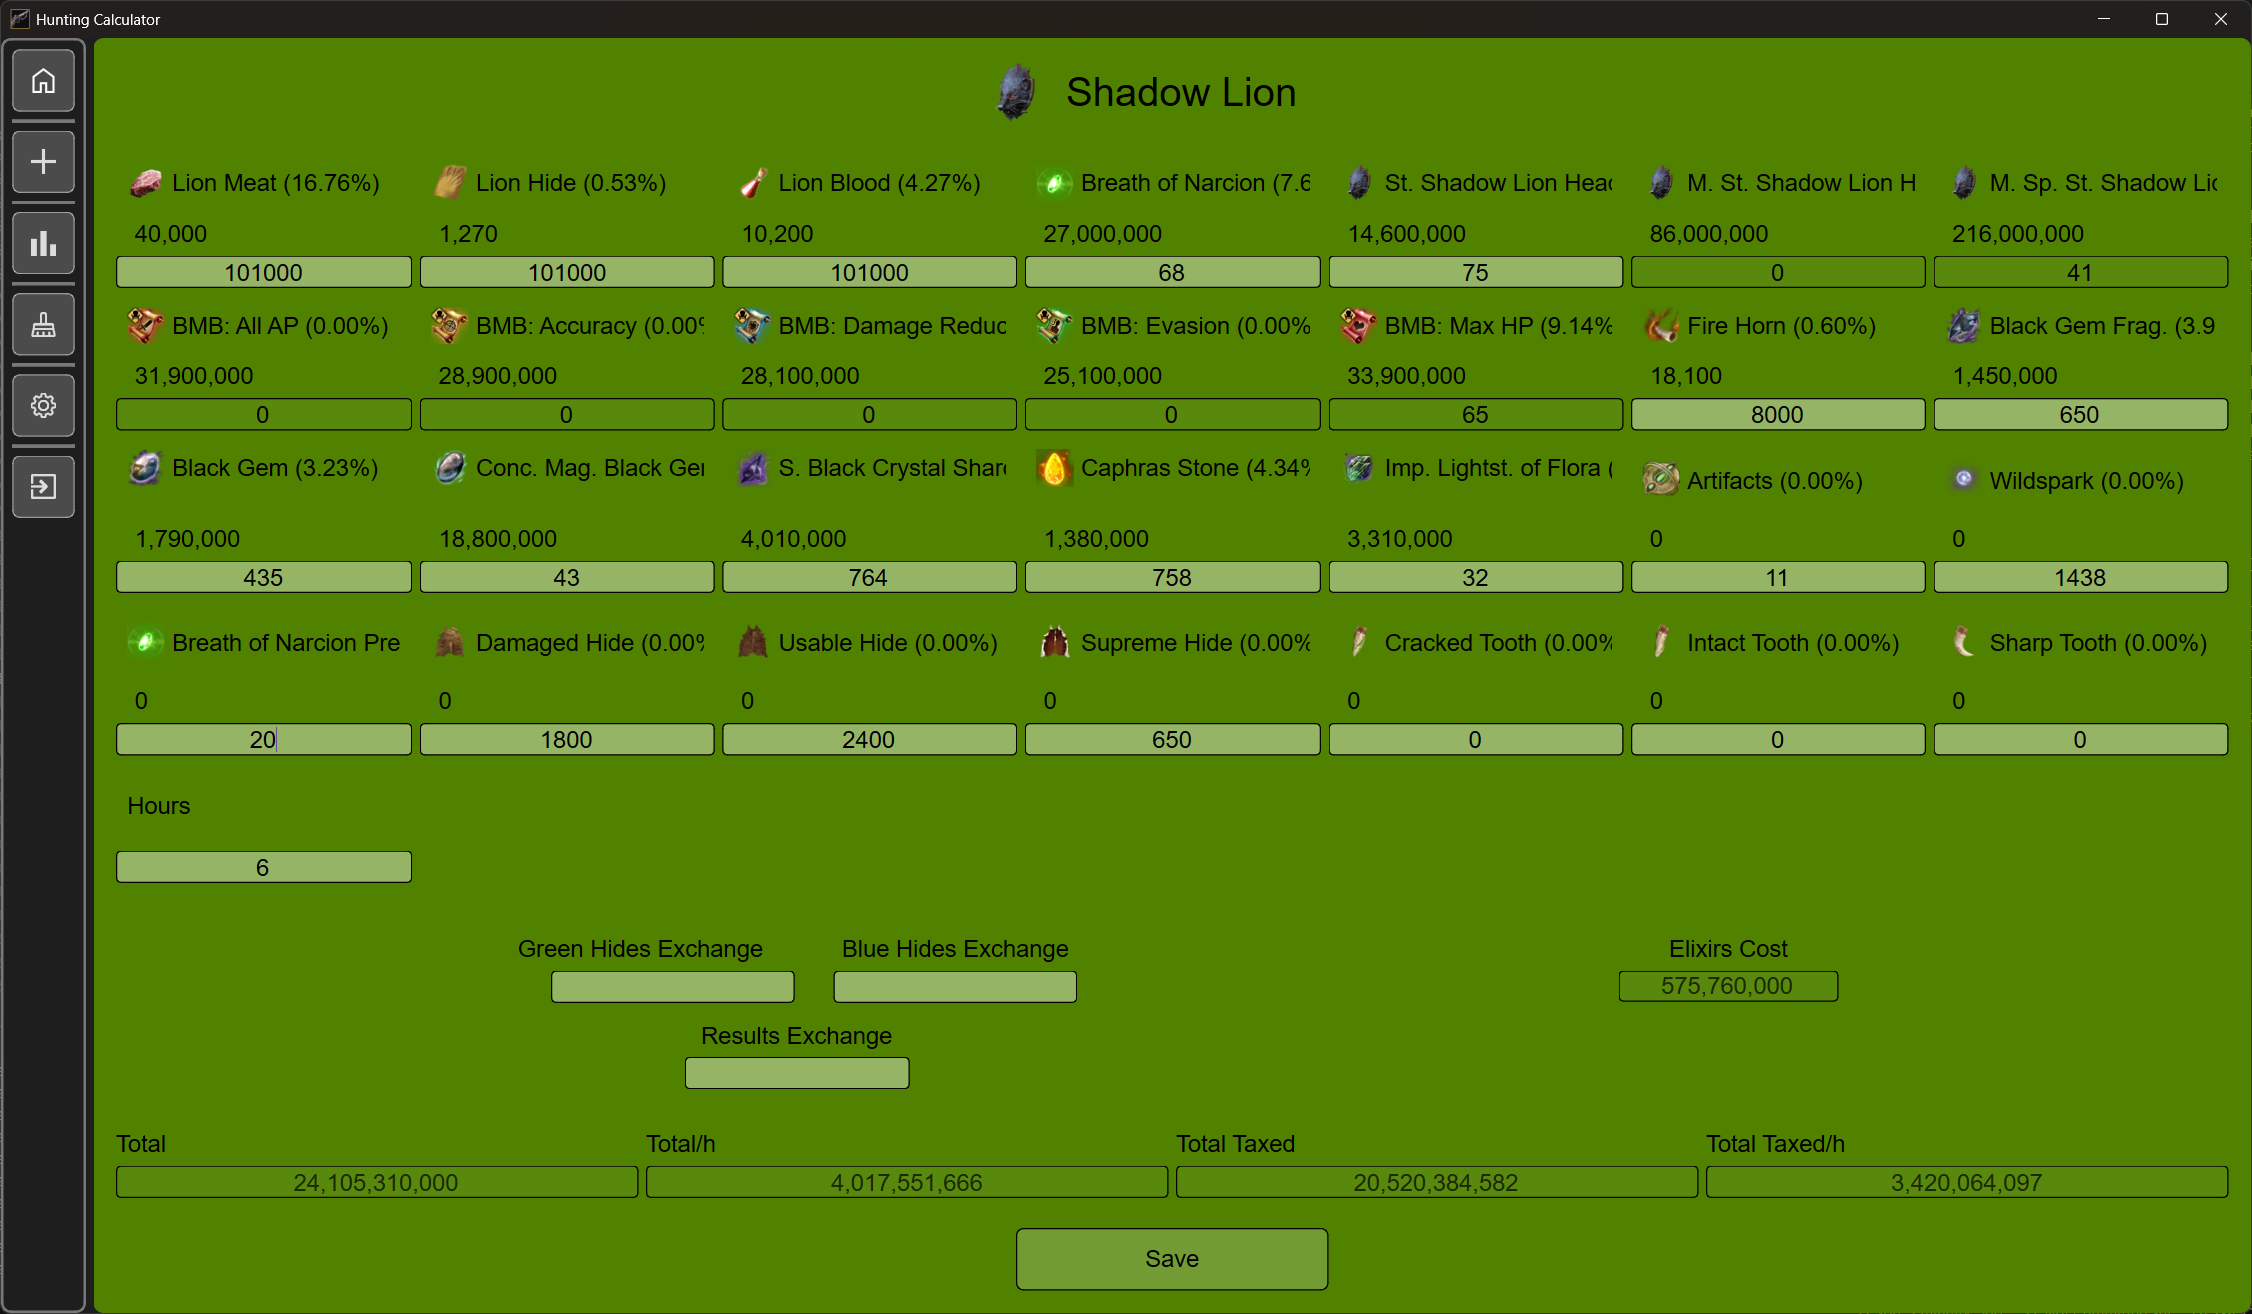 Hunting Calculator
Shadow Lion
Lion Meat (16.76%) Lion Hide (0.53%) Lion Blood (4.27%) Breath of Narcion (7.6 St. Shadow Lion Head M. St. Shadow Lion H M. Sp. St. Shadow Lio
40,000 1,270 10,200 27,000,000 14,600,000 86,000,000 216,000,000
101000 101000 101000 68 75 0 41
BMB: All AP (0.00%) BMB: Accuracy (0.00% BMB: Damage Reduc BMB: Evasion (0.00% BMB: Max HP (9.14% Fire Horn (0.60%) Black Gem Frag. (3.9
31,900,000 28,900,000 28,100,000 25,100,000 33,900,000 18,100 1,450,000
0 0 0 0 65 8000 650
Black Gem (3.23%) Conc. Mag. Black Gem S. Black Crystal Shard Caphras Stone (4.34% Imp. Lightst. of Flora ( Artifacts (0.00%) Wildspark (0.00%)
1,790,000 18,800,000 4,010,000 1,380,000 3,310,000 0 0
435 43 764 758 32 11 1438
Breath of Narcion Pre Damaged Hide (0.00% Usable Hide (0.00%) Supreme Hide (0.00% Cracked Tooth (0.00% Intact Tooth (0.00%) Sharp Tooth (0.00%)
0 0 0 0 0 0 0
20 1800 2400 650 0 0 0
Hours
6
Green Hides Exchange Blue Hides Exchange Elixirs Cost
575,760,000
Results Exchange
Total Total/h Total Taxed Total Taxed/h
24,105,310,000 4,017,551,666 20,520,384,582 3,420,064,097
Save